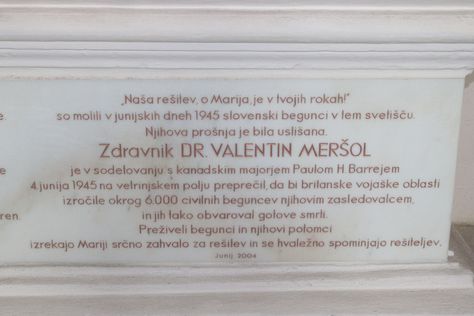 „Naša rešilev, o Marija, je v tvojih rokah!"
so molili v junijskih dneh 1945 slovenski begunci v tem svetišču.
Njihova prošnja je bila uslišana.
Zdravnik DR. VALENTIN MERŠOL
je v sodelovanju s kanadskim majorjem Paulom H. Barrejem
4. junija 1945 na vetrinjskem polju preprečil, da bi britanske vojaške oblasti
izročile okrog 6.000 civilnih beguncev njihovim zasledovalcem,
in jih tako obvaroval gotove smrti.
Preživeli begunci in njihovi potomci
ren.
izrekajo Mariji srčno zahvalo za rešitev in se hvaležno spominjajo rešiteljev.
Junij 2004